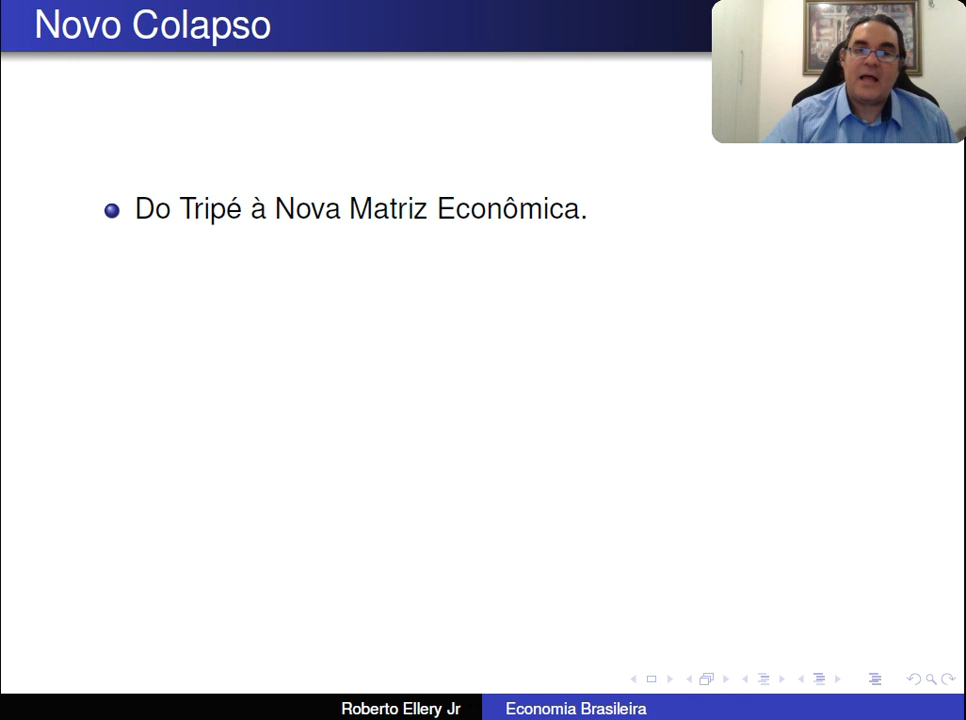 Novo Colapso
Do Tripé à Nova Matriz Econômica.
Roberto Ellery Jr
Economia Brasileira